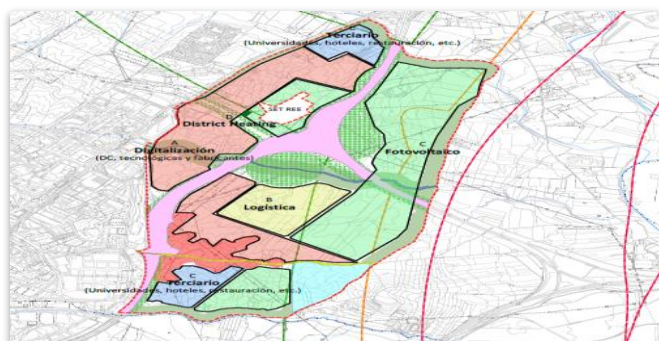 Terciario
(Universidades, hoteles, restauración, etc.)
SET REE
D
District Heating
A
Digitalización
(DC, tecnológicas y fabricantes)
C
Fotovoltaico
B
Logística
C
Terciario
(Universidades, hoteles, restauración, etc.)